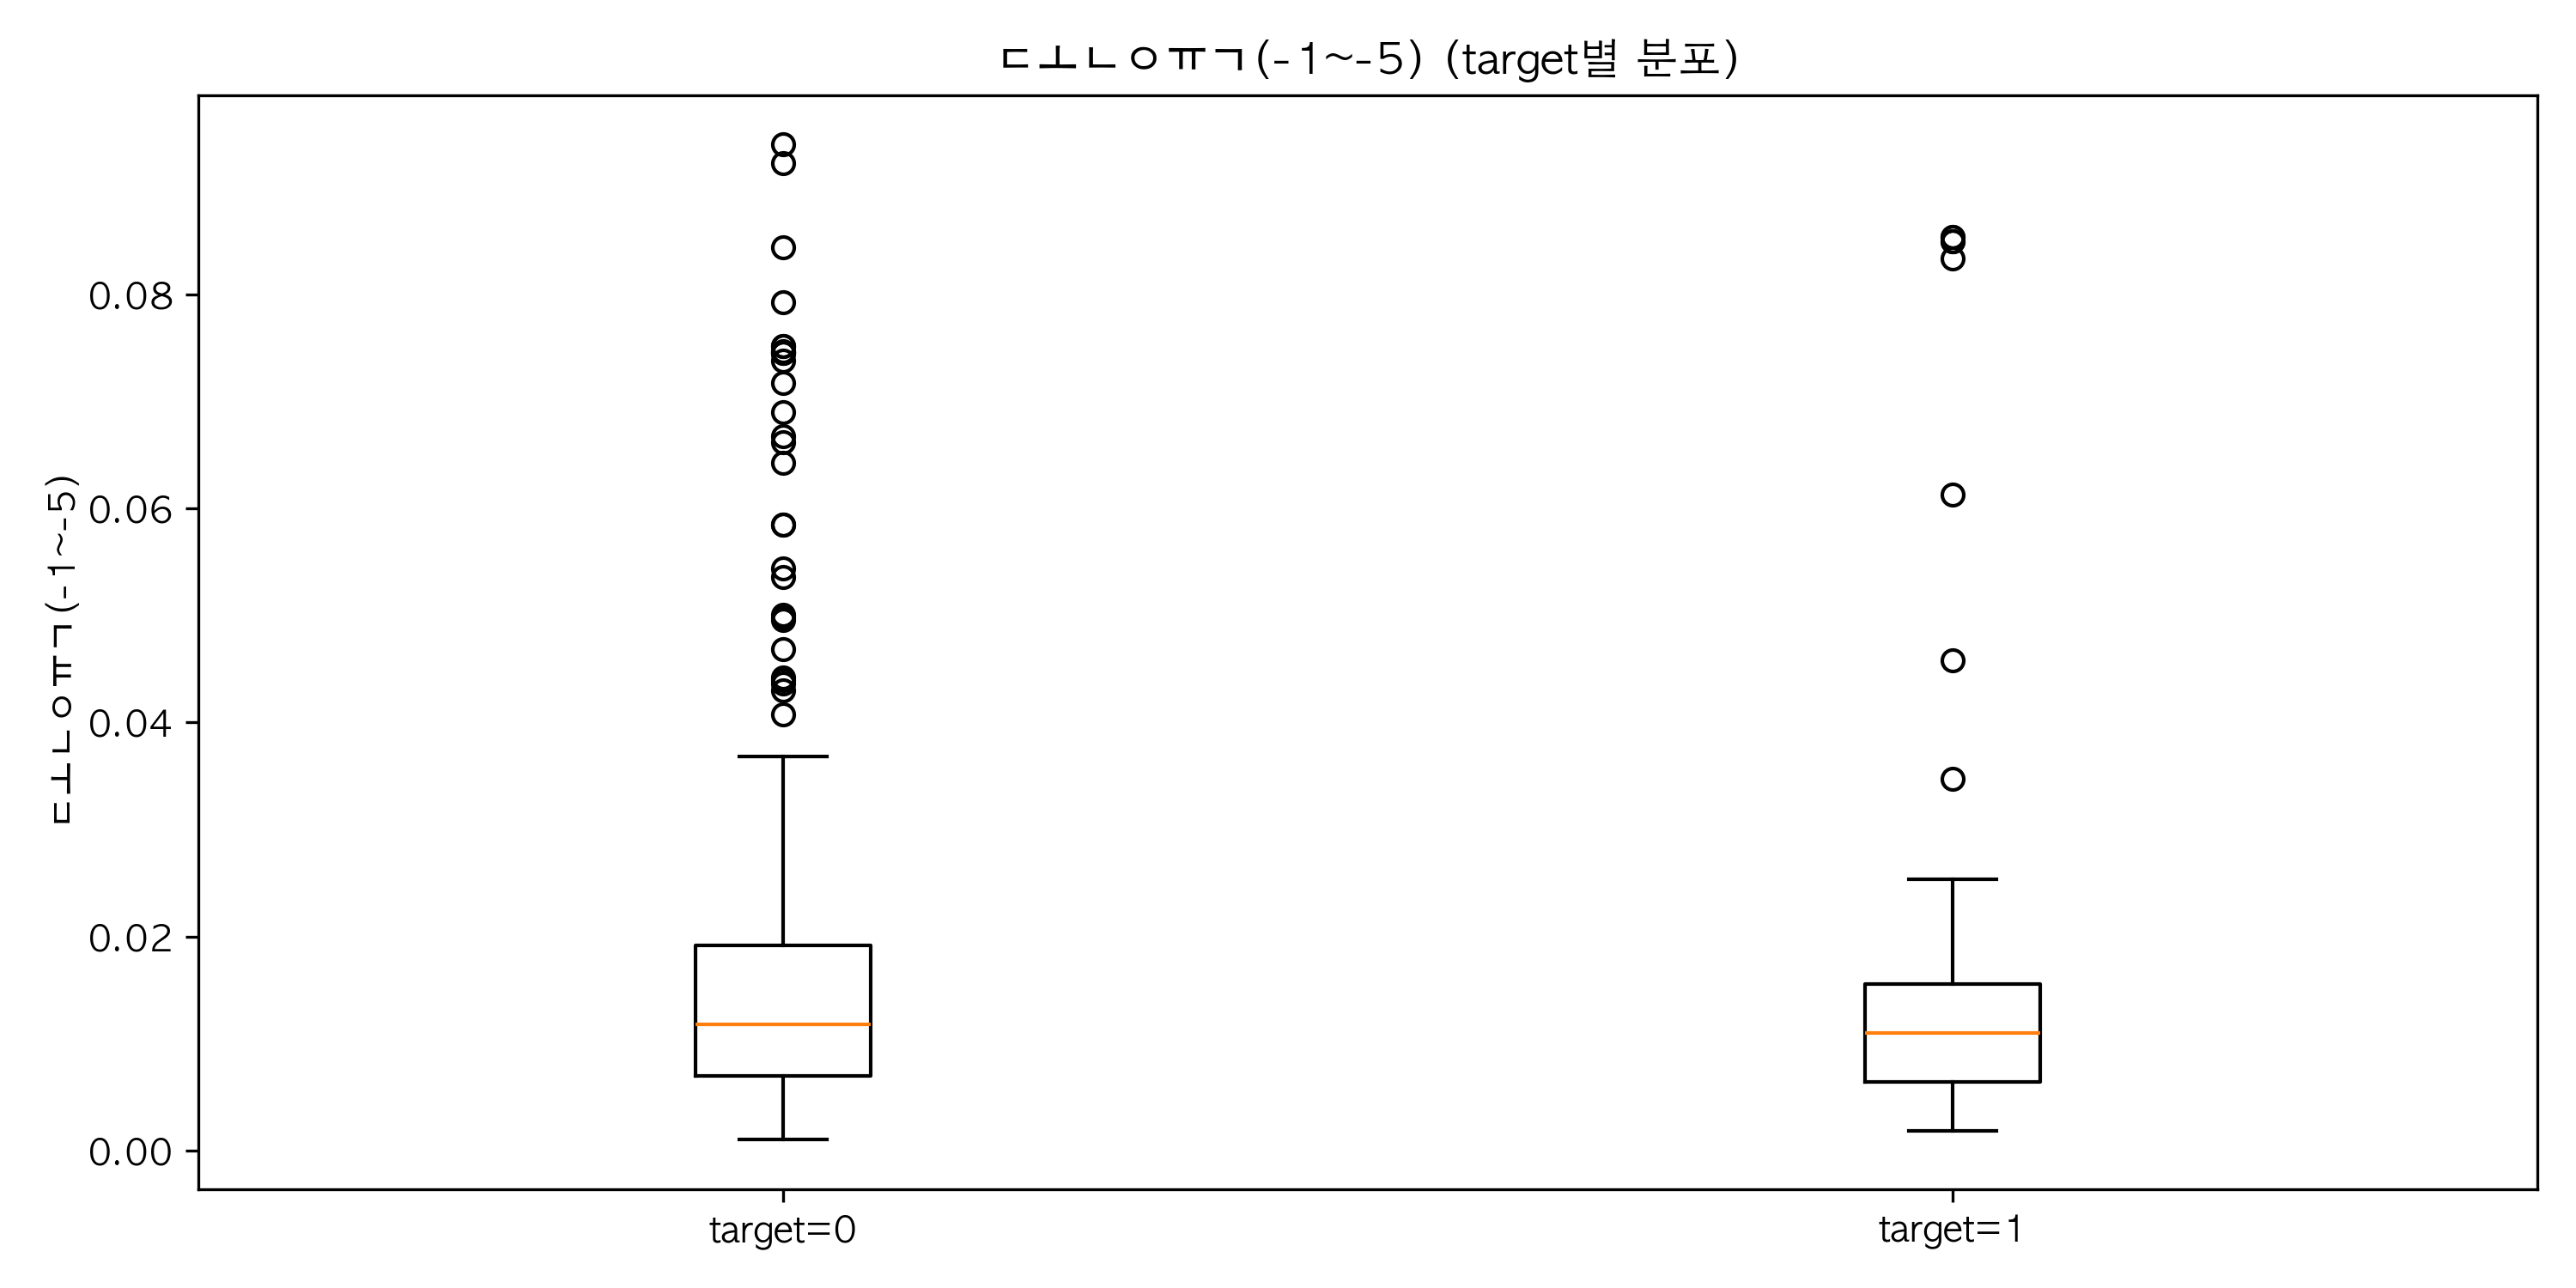 ㄷㅗㄴㅇㅠㄱ(-1~-5) (target별 분포)
ㄷㅗㄴㅇㅠㄱ(-1~-5)
0.08
0.06
0.04
0.02
0.00
target=0 target=1